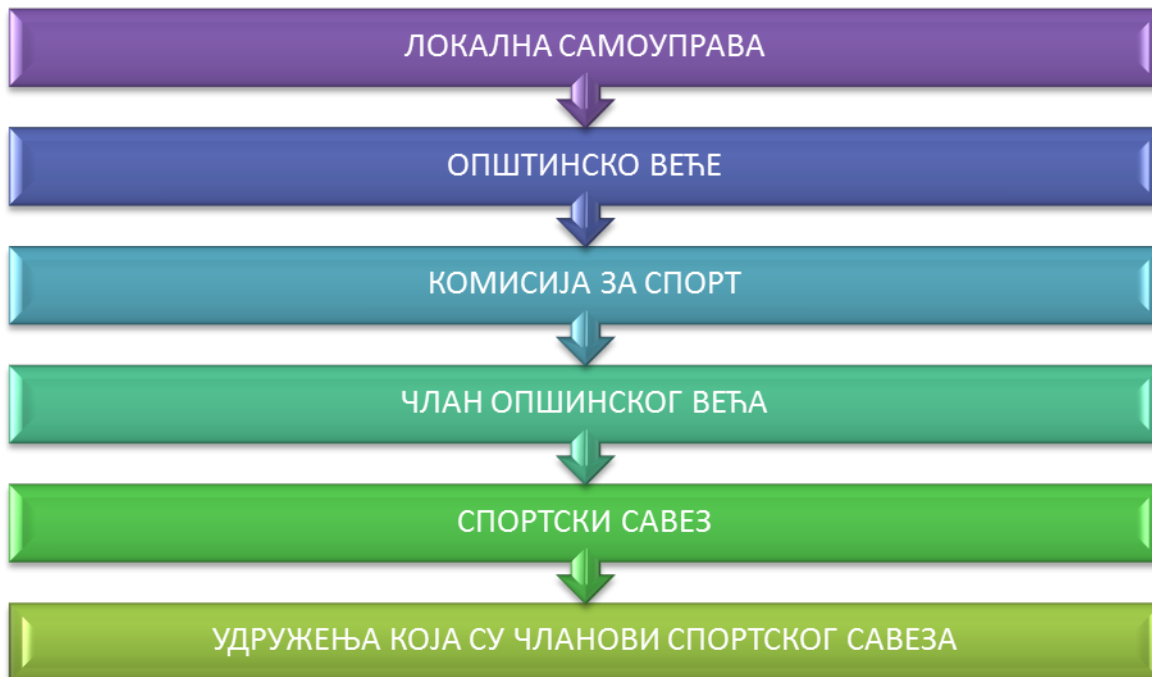 ЛОКАЛНА САМОУПРАВА
ОПШТИНСКО ВЕЋЕ
КОМИСИЈА ЗА СПОРТ
ЧЛАН ОПШИНСКОГ ВЕЋА
СПОРТСКИ САВЕЗ
УДРУЖЕЊА КОЈА СУ ЧЛАНОВИ СПОРТСКОГ САВЕЗА